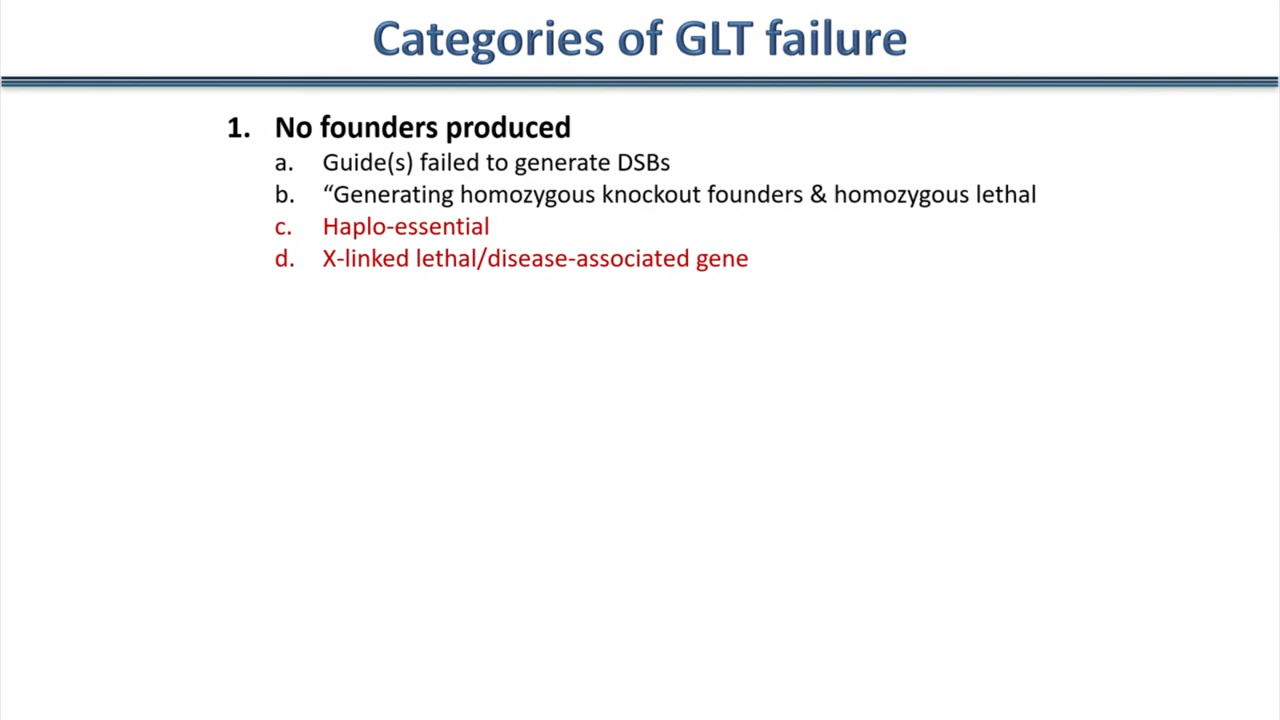 Categories of GLT failure
1. No founders produced
a. Guide(s) failed to generate DSBs
b. “Generating homozygous knockout founders & homozygous lethal
c. Haplo-essential
d. X-linked lethal/disease-associated gene